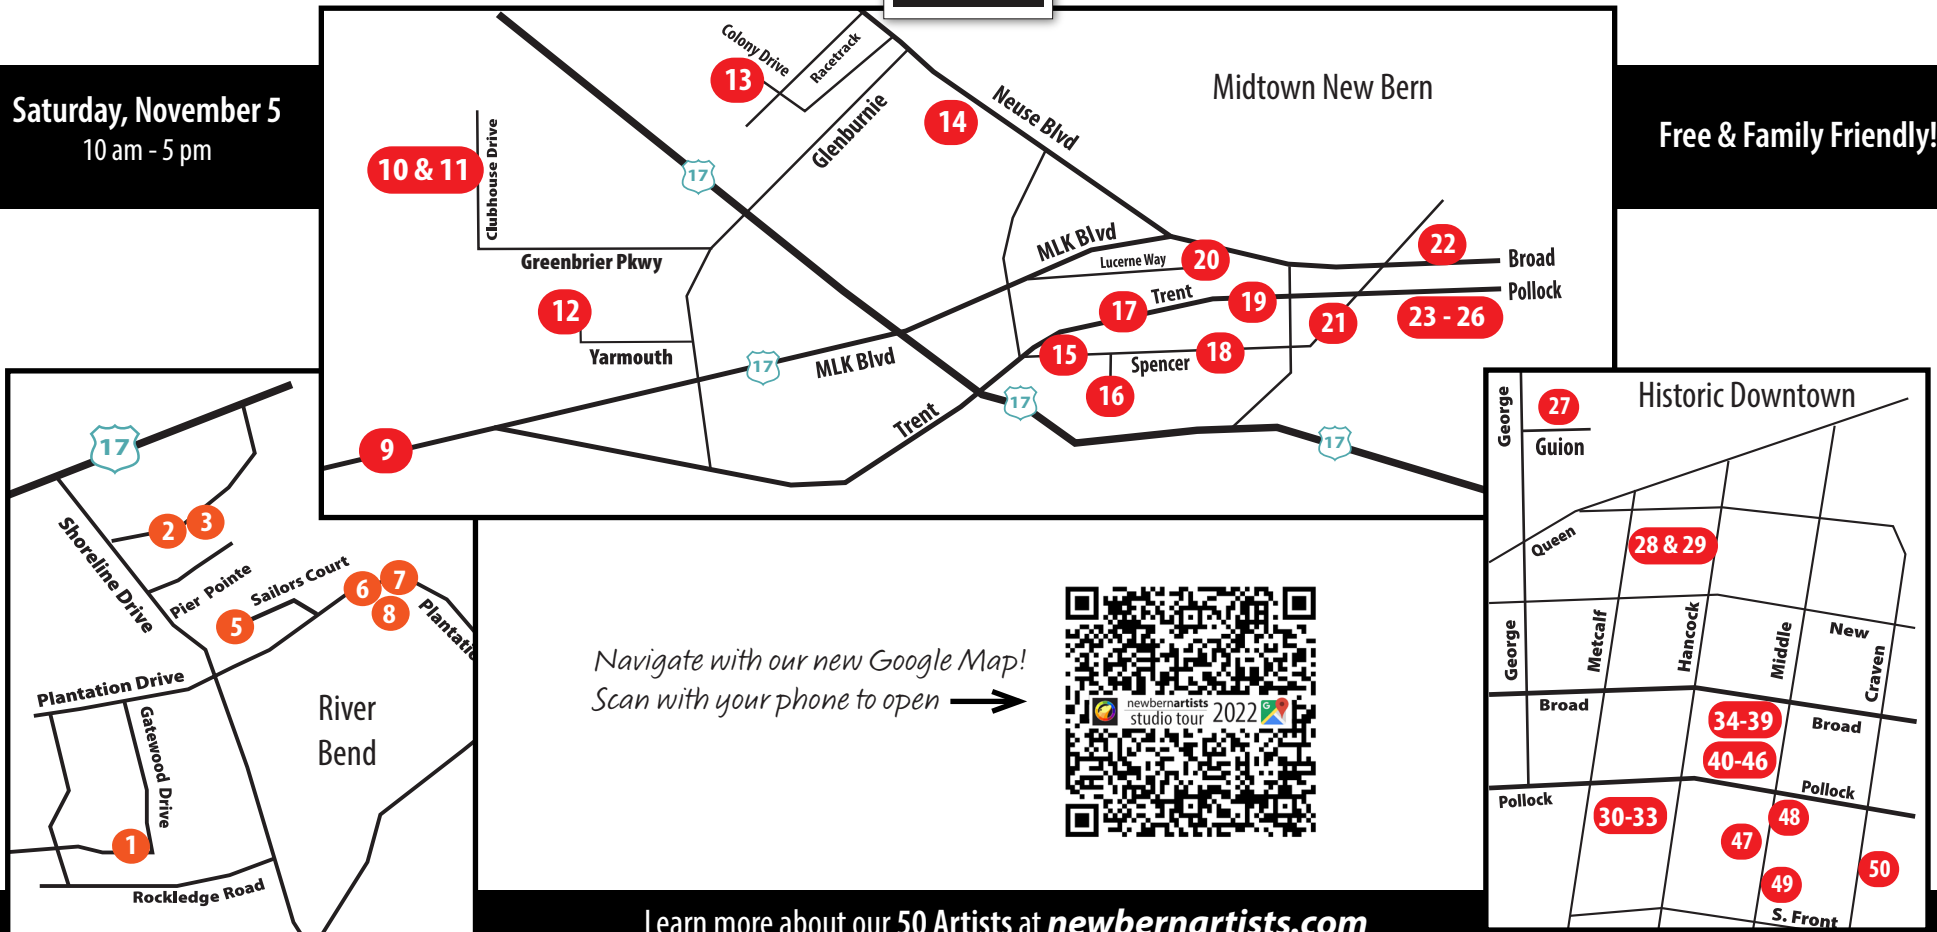 Saturday, November 5
10 am - 5 pm
Free & Family Friendly!
Midtown New Bern
Colony Drive
Racetrack
13
Glenburnie
14
Neuse Blvd
10 & 11
Clubhouse Drive
17
Greenbrier Pkwy
12
Yarmouth
17
MLK Blvd
MLK Blvd
Lucerne Way
20
22
Broad
Pollock
Trent
17
19
21
23 - 26
15
Spencer
18
16
17
Trent
17
9
17
2
3
Shoreline Drive
Pier Pointe
Sailors Court
5
6
7
8
Plantatio
Plantation Drive
Gatewood Drive
River
Bend
1
Rockledge Road
Navigate with our new Google Map!
Scan with your phone to open
newbernartists
studio tour 2022
G
Historic Downtown
George
27
Guion
Queen
28 & 29
George
Metcalf
Hancock
Middle
New
Craven
Broad
34-39
Broad
40-46
Pollock
Pollock
30-33
48
47
49
50
S. Front
Learn more about our 50 Artists at newbernartists.com